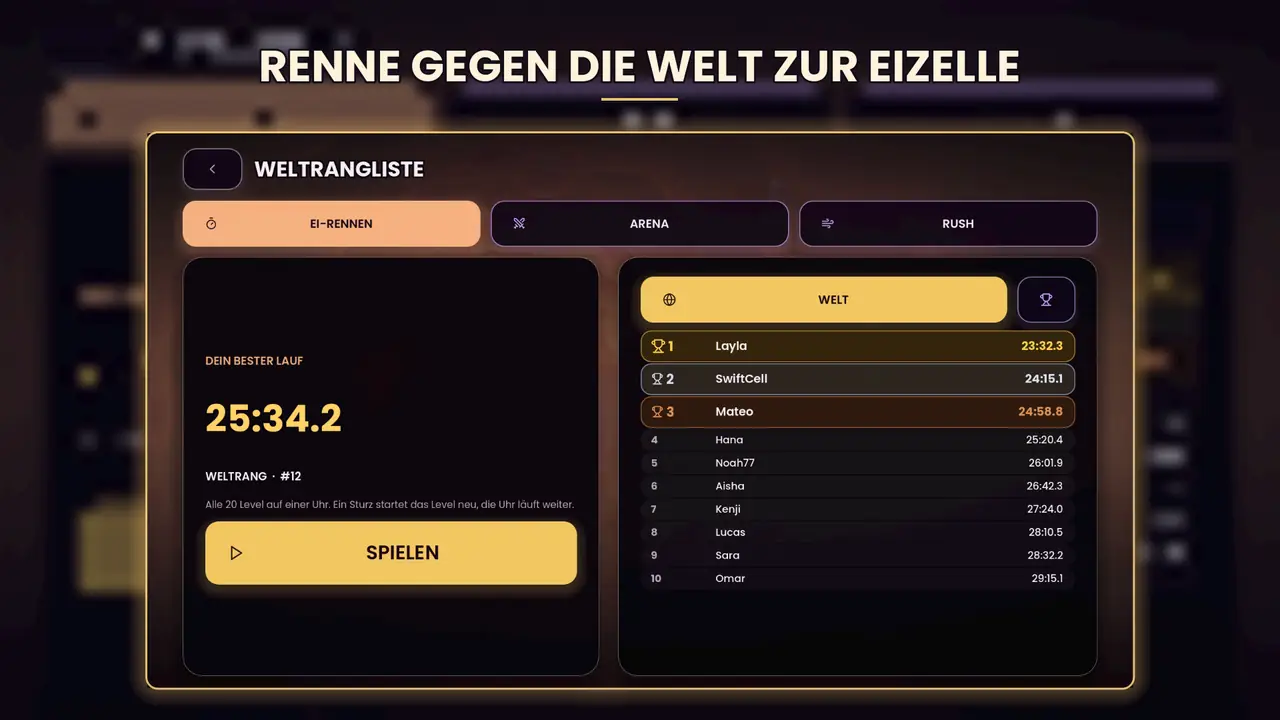 RENNE GEGEN DIE WELT ZUR EIZELLE
WELTRANGLISTE
EI-RENNEN
ARENA
RUSH
DEIN BESTER LAUF
25:34.2
WELTRANG · #12
Alle 20 Level auf einer Uhr. Ein Sturz startet das Level neu, die Uhr läuft weiter.
SPIELEN
WELT
1 Layla 23:32.3
2 SwiftCell 24:15.1
3 Mateo 24:58.8
4 Hana 25:20.4
5 Noah77 26:01.9
6 Aisha 26:42.3
7 Kenji 27:24.0
8 Lucas 28:10.5
9 Sara 28:32.2
10 Omar 29:15.1